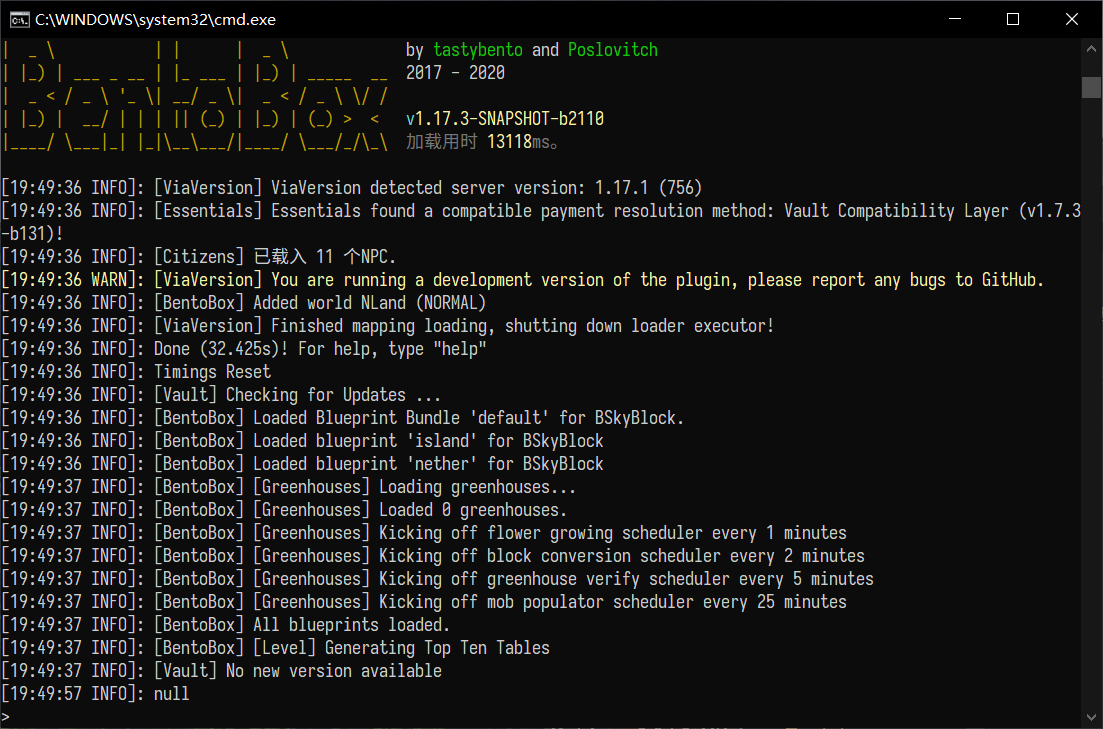 C:\WINDOWS\system32\cmd.exe
|  _ \           | |      |  _ \             by tastybento and Poslovitch
| |_) | ___ _ __ | |_ ___ | |_) | _____  __  2017 - 2020
|  _ < / _ \ '_ \| __/ _ \|  _ < / _ \ \/ /
| |_) |  __/ | | | || (_) | |_) | (_) >  <   v1.17.3-SNAPSHOT-b2110
|____/ \___|_| |_|\__\___/|____/ \___/_/\_\  加载用时 13118ms。
[19:49:36 INFO]: [ViaVersion] ViaVersion detected server version: 1.17.1 (756)
[19:49:36 INFO]: [Essentials] Essentials found a compatible payment resolution method: Vault Compatibility Layer (v1.7.3
-b131)!
[19:49:36 INFO]: [Citizens] 已载入 11 个NPC.
[19:49:36 WARN]: [ViaVersion] You are running a development version of the plugin, please report any bugs to GitHub.
[19:49:36 INFO]: [BentoBox] Added world NLand (NORMAL)
[19:49:36 INFO]: [ViaVersion] Finished mapping loading, shutting down loader executor!
[19:49:36 INFO]: Done (32.425s)! For help, type "help"
[19:49:36 INFO]: Timings Reset
[19:49:36 INFO]: [Vault] Checking for Updates ...
[19:49:36 INFO]: [BentoBox] Loaded Blueprint Bundle 'default' for BSkyBlock.
[19:49:36 INFO]: [BentoBox] Loaded blueprint 'island' for BSkyBlock
[19:49:36 INFO]: [BentoBox] Loaded blueprint 'nether' for BSkyBlock
[19:49:37 INFO]: [BentoBox] [Greenhouses] Loading greenhouses...
[19:49:37 INFO]: [BentoBox] [Greenhouses] Loaded 0 greenhouses.
[19:49:37 INFO]: [BentoBox] [Greenhouses] Kicking off flower growing scheduler every 1 minutes
[19:49:37 INFO]: [BentoBox] [Greenhouses] Kicking off block conversion scheduler every 2 minutes
[19:49:37 INFO]: [BentoBox] [Greenhouses] Kicking off greenhouse verify scheduler every 5 minutes
[19:49:37 INFO]: [BentoBox] [Greenhouses] Kicking off mob populator scheduler every 25 minutes
[19:49:37 INFO]: [BentoBox] All blueprints loaded.
[19:49:37 INFO]: [BentoBox] [Level] Generating Top Ten Tables
[19:49:37 INFO]: [Vault] No new version available
[19:49:57 INFO]: null
>